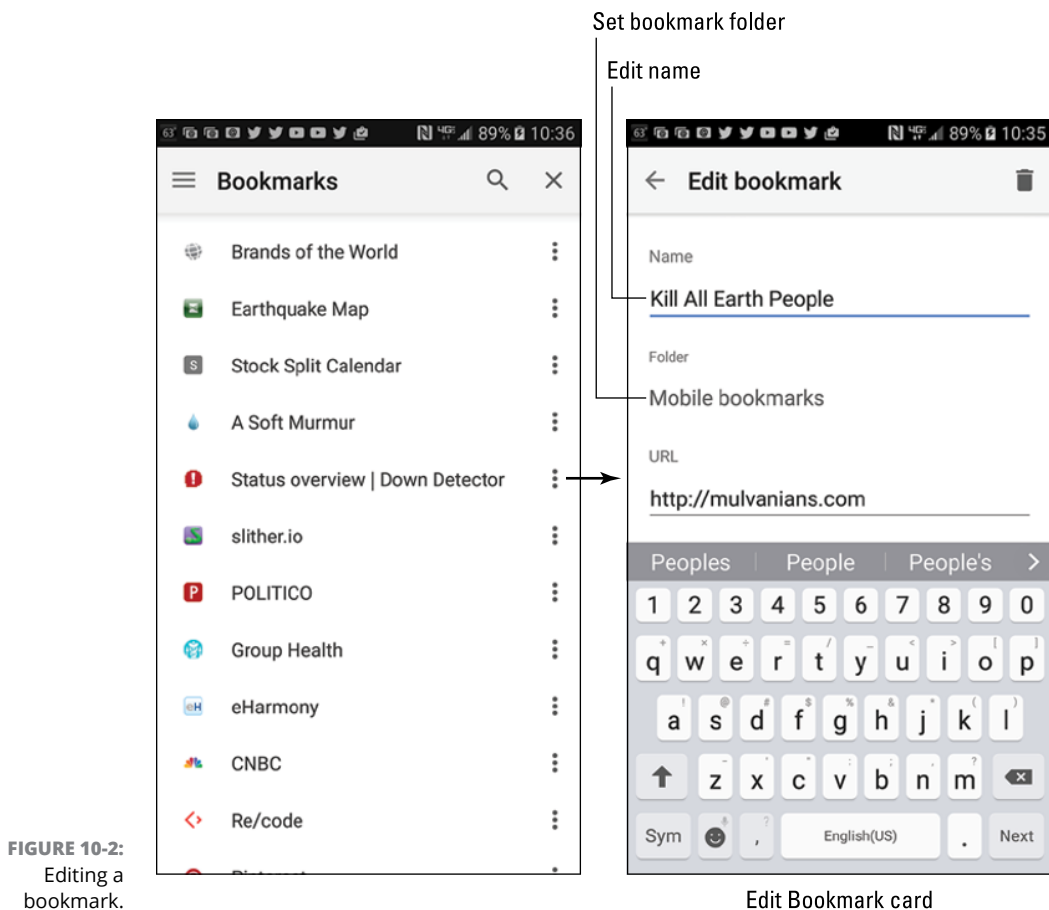 Set bookmark folder
Edit name
63° 4G 89% 10:36
Bookmarks
Brands of the World
Earthquake Map
S Stock Split Calendar
A Soft Murmur
Status overview | Down Detector
slither.io
P POLITICO
Group Health
eH eHarmony
CNBC
Re/code
63° 4G 89% 10:35
Edit bookmark
Name
Kill All Earth People
Folder
Mobile bookmarks
URL
http://mulvanians.com
Peoples People People's >
1 2 3 4 5 6 7 8 9 0
q w e r t y u i o p
a s d f g h j k l
z x c v b n m
Sym , English(US) . Next
FIGURE 10-2:
Editing a
bookmark.
Edit Bookmark card